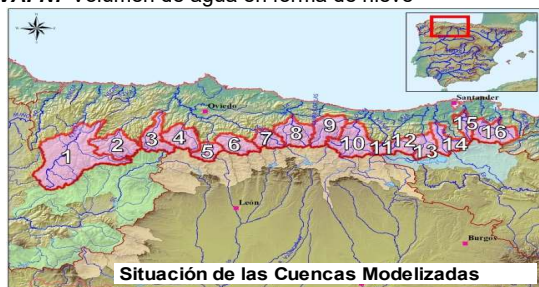 Volumen de agua en forma de nieve
Santander
Oviedo
1
2
3
4
5
6
7
8
9
10
11
12
13
14
15
16
León
Burgos
Situación de las Cuencas Modelizadas